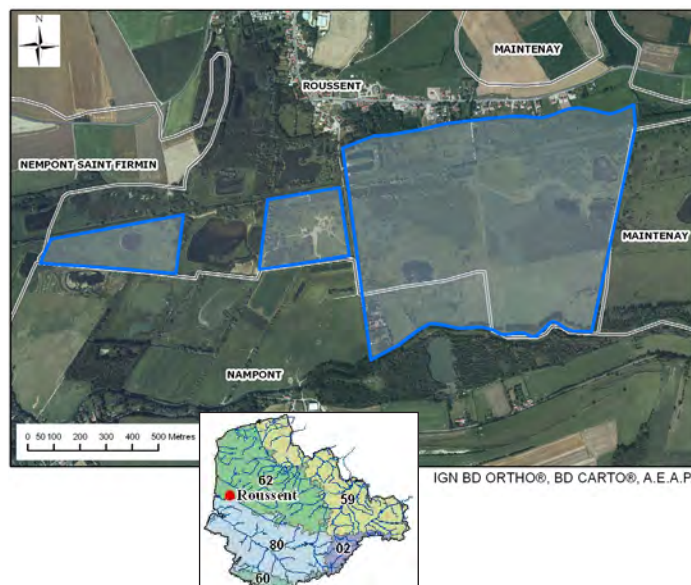 N
MAINTENAY
ROUSSENT
NEMPONT SAINT FIRMIN
MAINTENAY
NAMPONT
0 50 100 200 300 400 500 Metres
IGN BD ORTHO®, BD CARTO®, A.E.A.P
62
59
Roussent
80
02
60